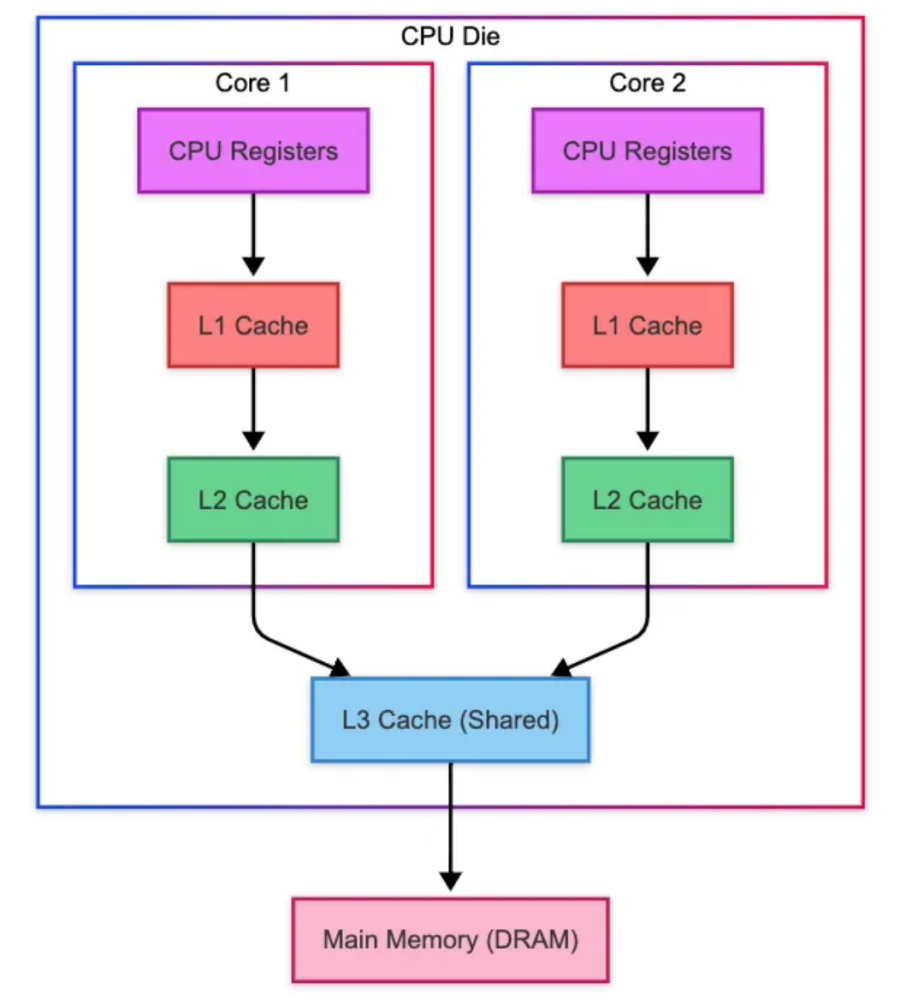 CPU Die
Core 1
Core 2
CPU Registers
CPU Registers
L1 Cache
L1 Cache
L2 Cache
L2 Cache
L3 Cache (Shared)
Main Memory (DRAM)